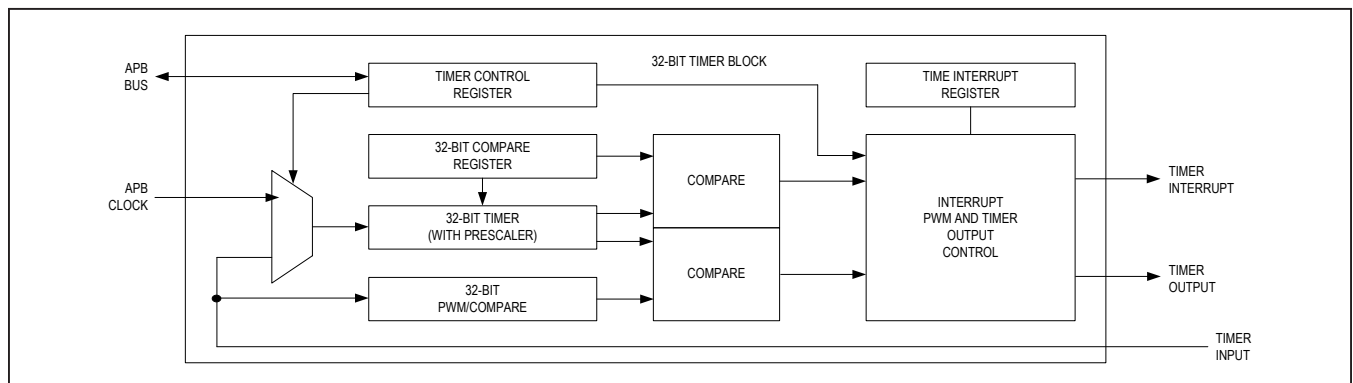 APB
BUS
TIMER CONTROL
REGISTER
32-BIT TIMER BLOCK
TIME INTERRUPT
REGISTER
32-BIT COMPARE
REGISTER
COMPARE
APB
CLOCK
32-BIT TIMER
(WITH PRESCALER)
INTERRUPT
PWM AND TIMER
OUTPUT
CONTROL
TIMER
INTERRUPT
COMPARE
32-BIT
PWM/COMPARE
TIMER
OUTPUT
TIMER
INPUT